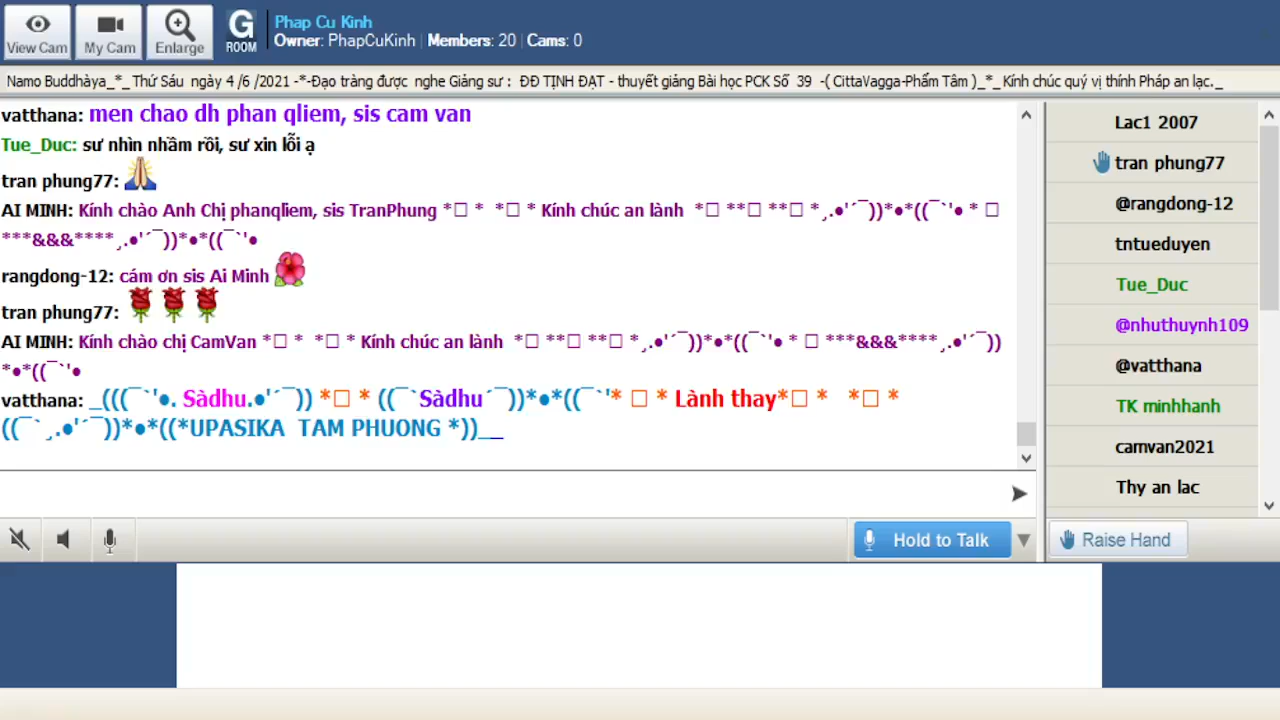 View Cam
My Cam
Enlarge
G
ROOM
Phap Cu Kinh
Owner: PhapCuKinh | Members: 20 | Cams: 0
Namo Buddhàya_*_Thứ Sáu ngày 4 /6 /2021 -*-Đạo tràng được nghe Giảng sư : ĐĐ TỊNH ĐẠT - thuyết giảng Bài học PCK Số 39 -( CittaVagga-Phẩm Tâm )_*_Kính chúc quý vị thính Pháp an lạc._
vatthana: men chao dh phan qliem, sis cam van
Tue_Duc: sư nhìn nhầm rồi, sư xin lỗi ạ
tran phung77:
AI MINH: Kính chào Anh Chị phanqliem, sis TranPhung *□ * *□ * Kính chúc an lành *□ **□ **□ *¸.●'´¯))*●*((¯`'● * □
***&&&****¸.●'´¯))*●*((¯`'●
rangdong-12: cám ơn sis Ai Minh
tran phung77:
AI MINH: Kính chào chị CamVan *□ * *□ * Kính chúc an lành *□ **□ **□ *¸.●'´¯))*●*((¯`'● * □ ***&&&****¸.●'´¯))
*●*((¯`'●
vatthana: _(((¯`'●. Sàdhu.●'´¯)) *□ * ((¯`Sàdhu´¯))*●*((¯`'* □ * Lành thay*□ * *□ *
((¯`¸.●'´¯))*●*((*UPASIKA TAM PHUONG *))__
Lac1 2007
tran phung77
@rangdong-12
tntueduyen
Tue_Duc
@nhuthuynh109
@vatthana
TK minhhanh
camvan2021
Thy an lac
Hold to Talk
Raise Hand